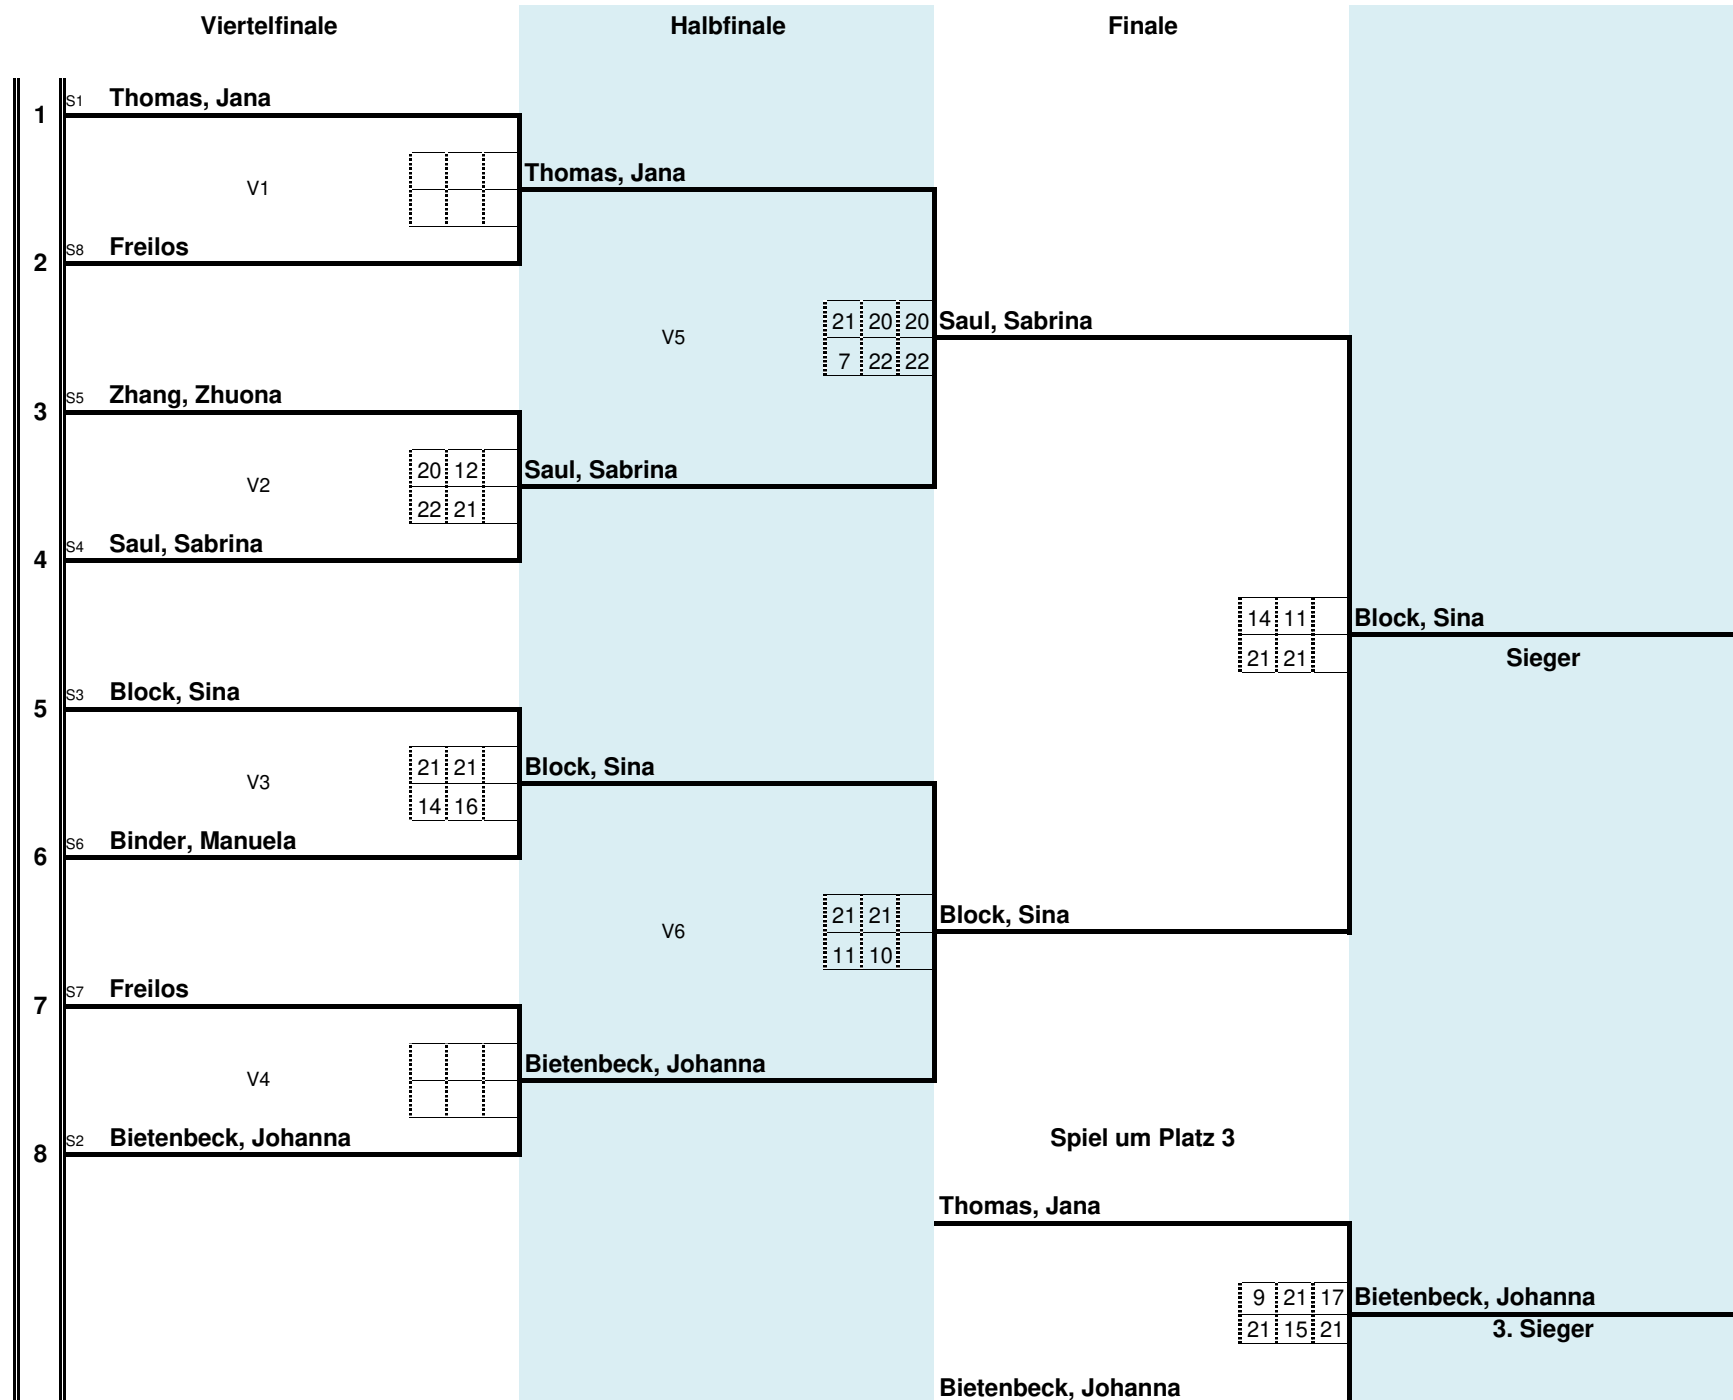 Viertelfinale Halbfinale Finale
S1 Thomas, Jana
1
Thomas, Jana
V1
S8 Freilos
2
21 20 20 Saul, Sabrina
V5
7 22 22
S5 Zhang, Zhuona
3
20 12 Saul, Sabrina
V2
22 21
S4 Saul, Sabrina
4
14 11 Block, Sina
21 21 Sieger
S3 Block, Sina
5
21 21 Block, Sina
V3
14 16
S6 Binder, Manuela
6
21 21 Block, Sina
V6
11 10
S7 Freilos
7
Bietenbeck, Johanna
V4
S2 Bietenbeck, Johanna Spiel um Platz 3
8
Thomas, Jana
9 21 17 Bietenbeck, Johanna
21 15 21 3. Sieger
Bietenbeck, Johanna